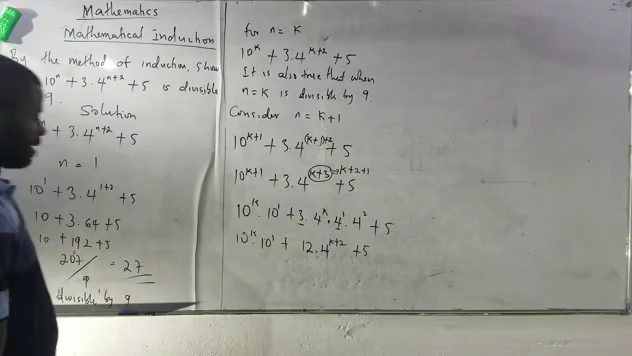 Mathematics
Mathematical Induction
By the method of induction, show
10ⁿ + 3.4ⁿ⁺² + 5 is divisible
9.
Solution
+ 3.4ⁿ⁺² + 5
n = 1
10¹ + 3.4¹⁺² + 5
10 + 3.64 + 5
10 + 192 + 5
207/9 = 27
divisible by 9
for n = K
10ᴷ + 3.4ᴷ⁺² + 5
It is also true that when
n=K is divisible by 9.
Consider n = K+1
10ᴷ⁺¹ + 3.4⁽ᴷ⁺¹⁾⁺² + 5
10ᴷ⁺¹ + 3.4ᴷ⁺³ ⇒ K+2+1 + 5
10ᴷ. 10¹ + 3. 4ᴷ. 4¹. 4² + 5
10ᴷ. 10¹ + 12. 4ᴷ⁺² + 5